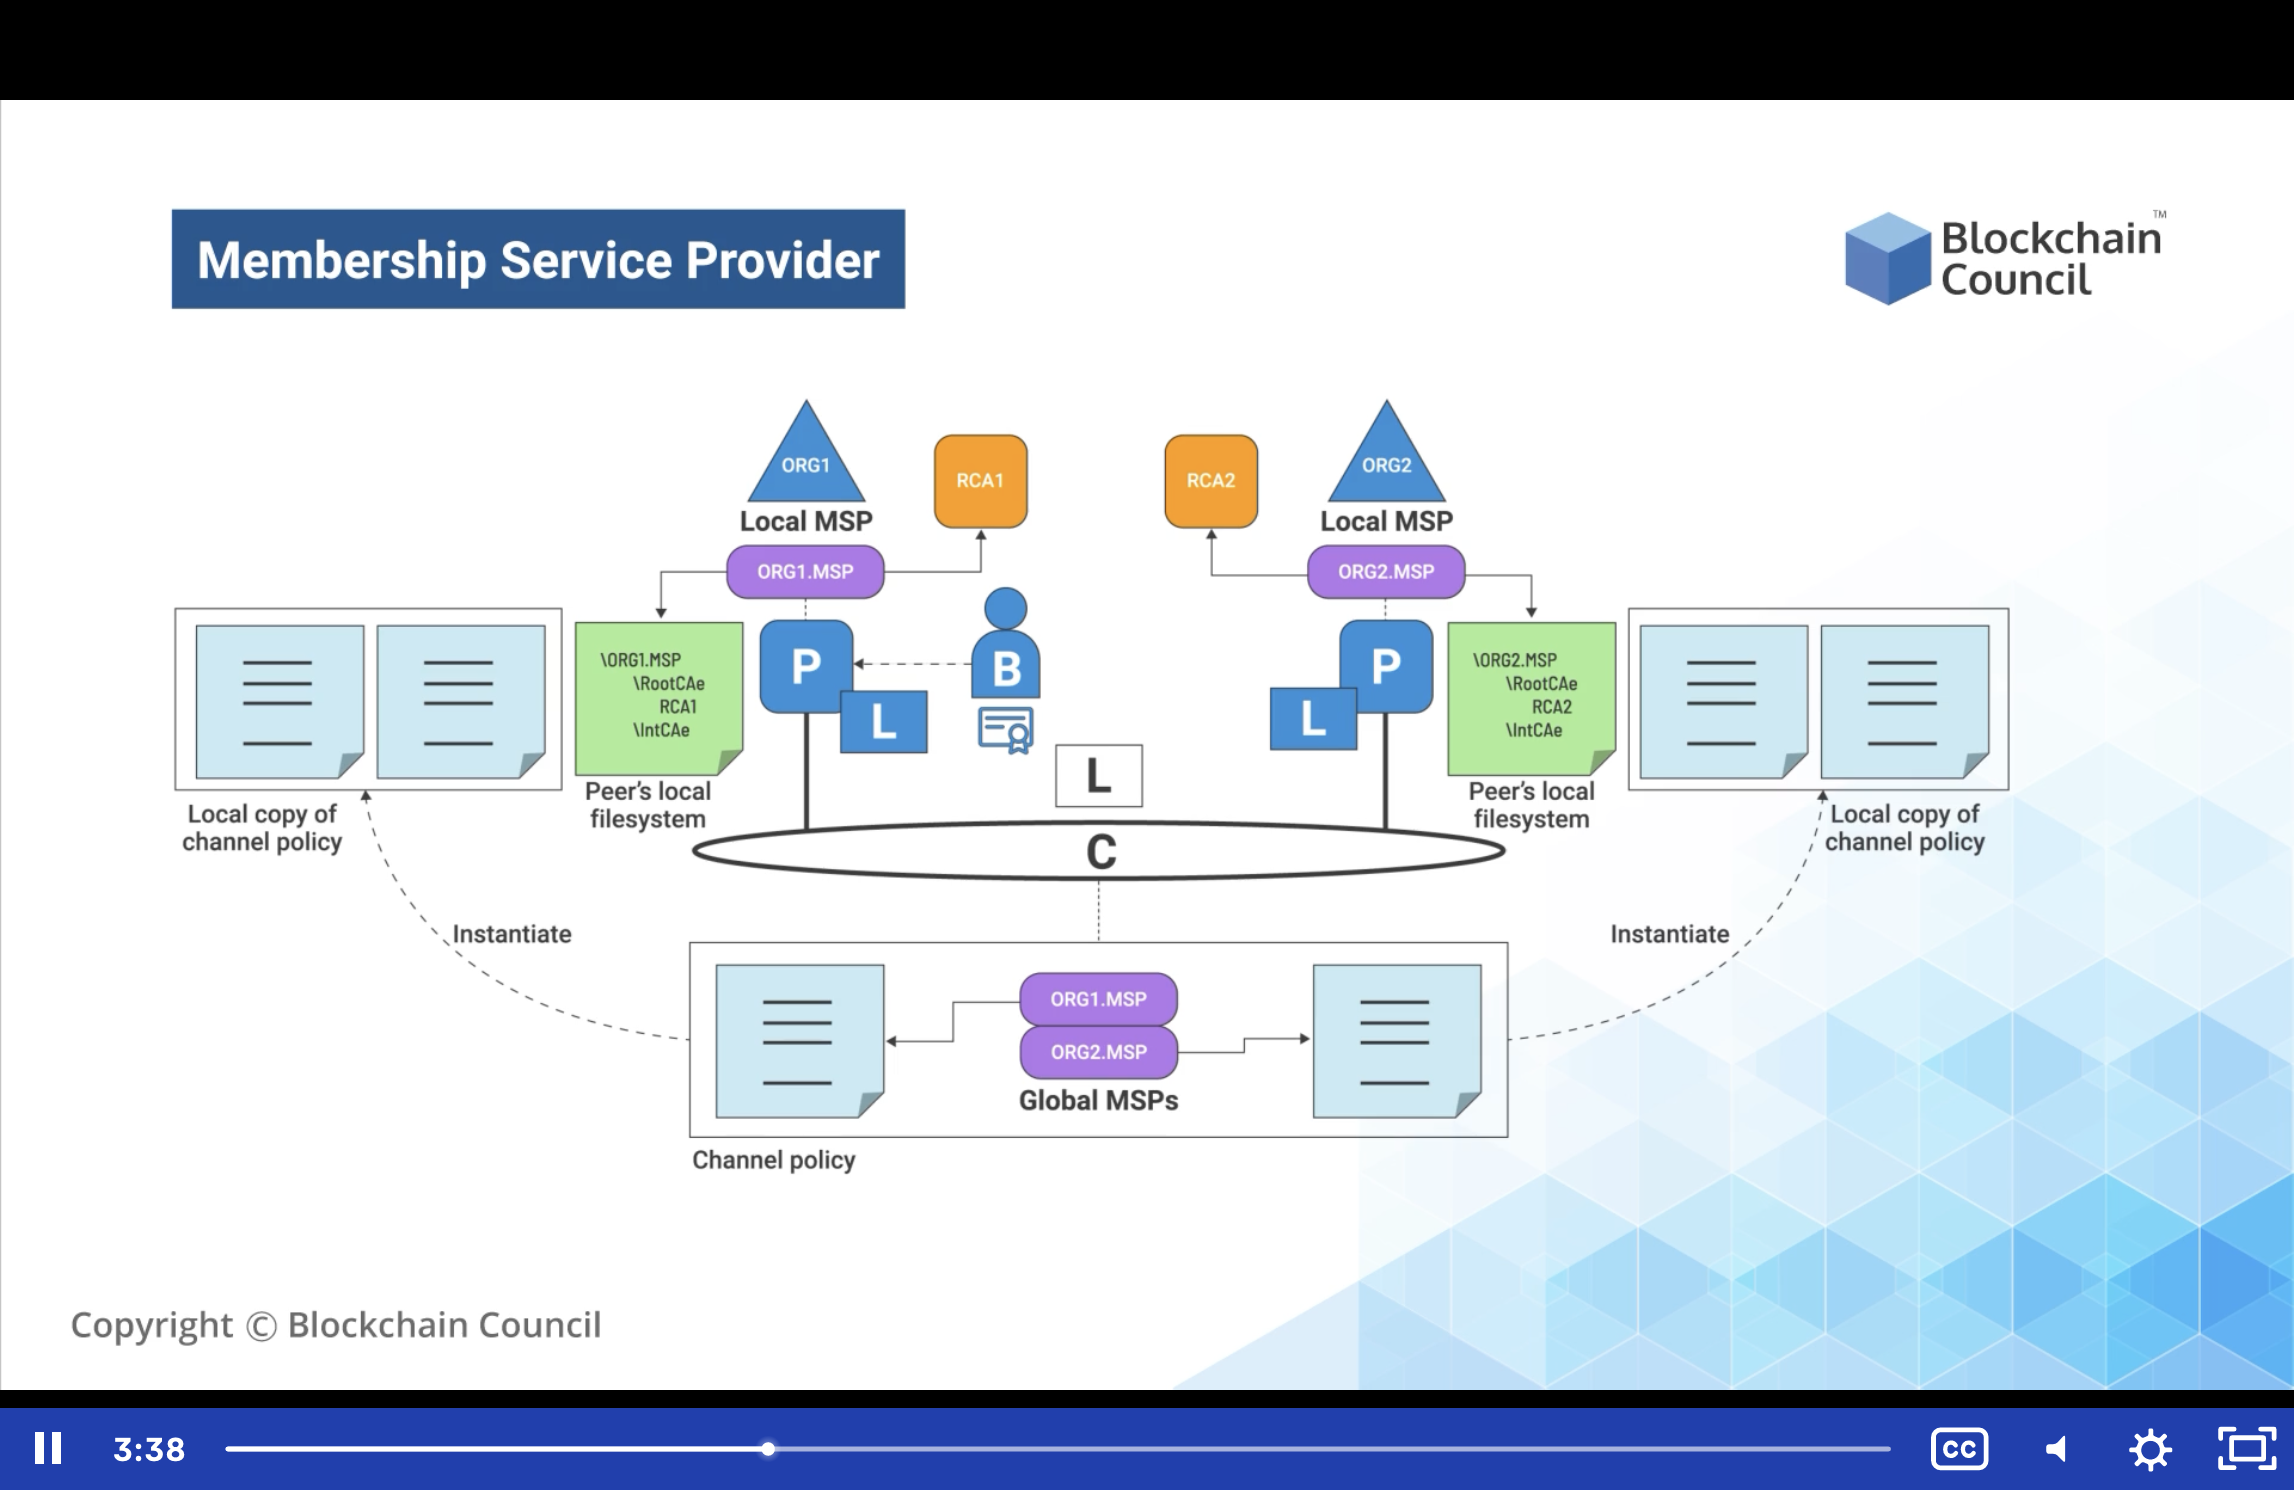 Membership Service Provider
Blockchain
Council
TM
ORG1
Local MSP
RCA1
RCA2
ORG2
Local MSP
ORG1.MSP
ORG2.MSP
\ORG1.MSP
\RootCAe
RCA1
\IntCAe
P
L
B
L
P
\ORG2.MSP
\RootCAe
RCA2
\IntCAe
L
Peer's local
filesystem
Peer's local
filesystem
Local copy of
channel policy
Local copy of
channel policy
C
Instantiate
Instantiate
ORG1.MSP
ORG2.MSP
Global MSPs
Channel policy
Copyright © Blockchain Council
3:38
CC